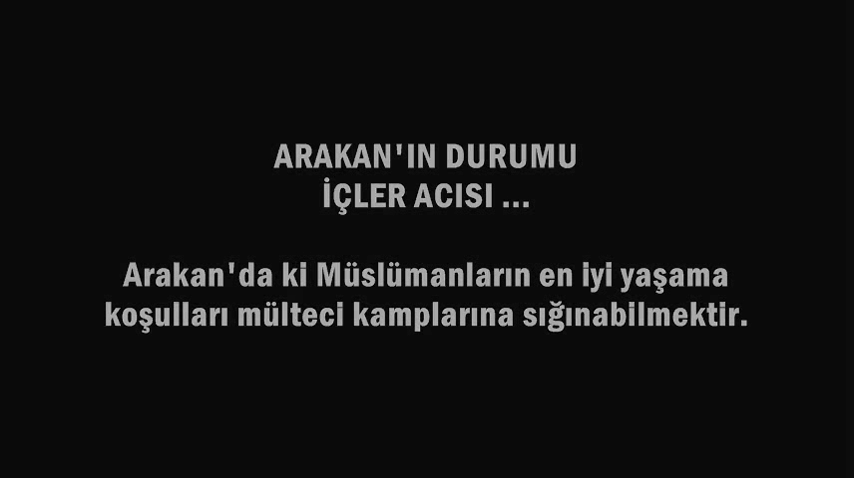 ARAKAN'IN DURUMU
İÇLER ACISI ...
Arakan'da ki Müslümanların en iyi yaşama
koşulları mülteci kamplarına sığınabilmektir.